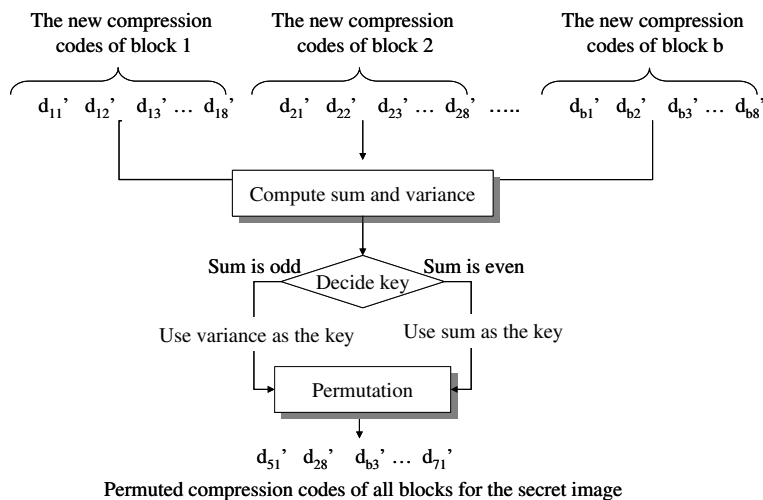 The new compression codes of block 1
The new compression codes of block 2
The new compression codes of block b
d11’ d12’ d13’ … d18’ d21’ d22’ d23’ … d28’ ….. db1’ db2’ db3’ … db8’
Compute sum and variance
Sum is odd
Decide key
Sum is even
Use variance as the key
Use sum as the key
Permutation
d51’ d28’ db3’ … d71’
Permuted compression codes of all blocks for the secret image